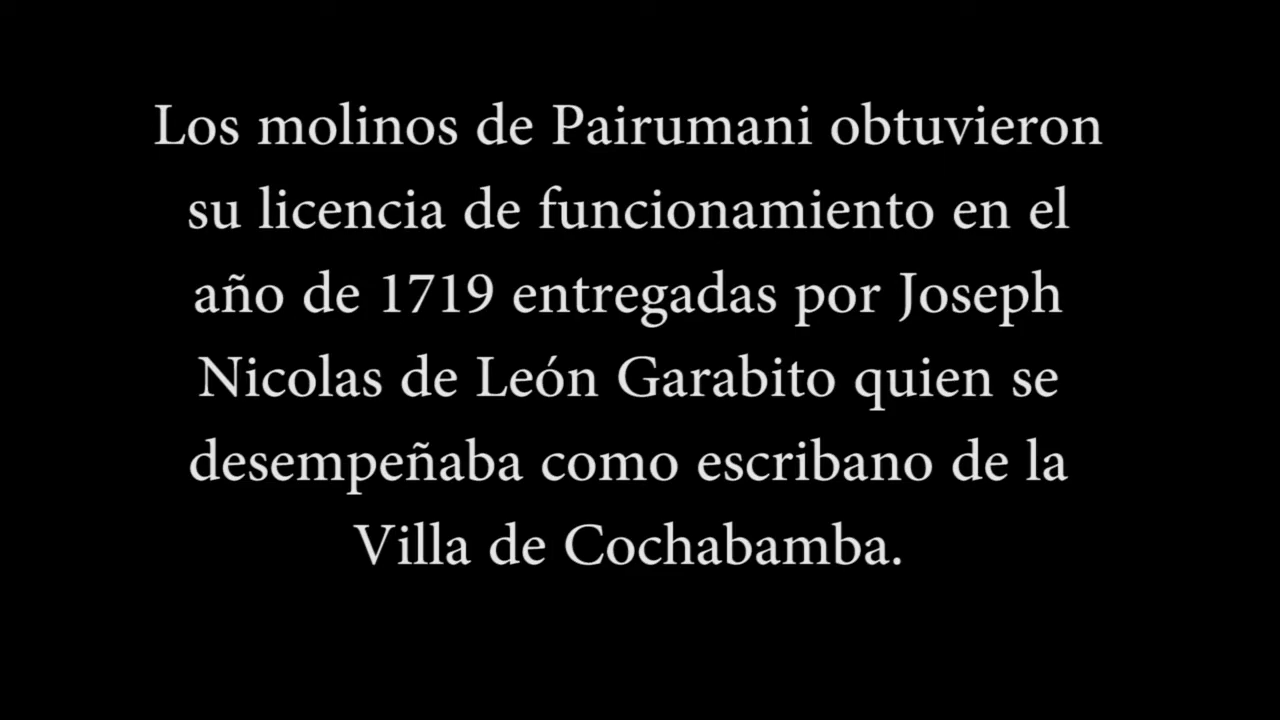 Los molinos de Pairumani obtuvieron
su licencia de funcionamiento en el
año de 1719 entregadas por Joseph
Nicolas de León Garabito quien se
desempeñaba como escribano de la
Villa de Cochabamba.